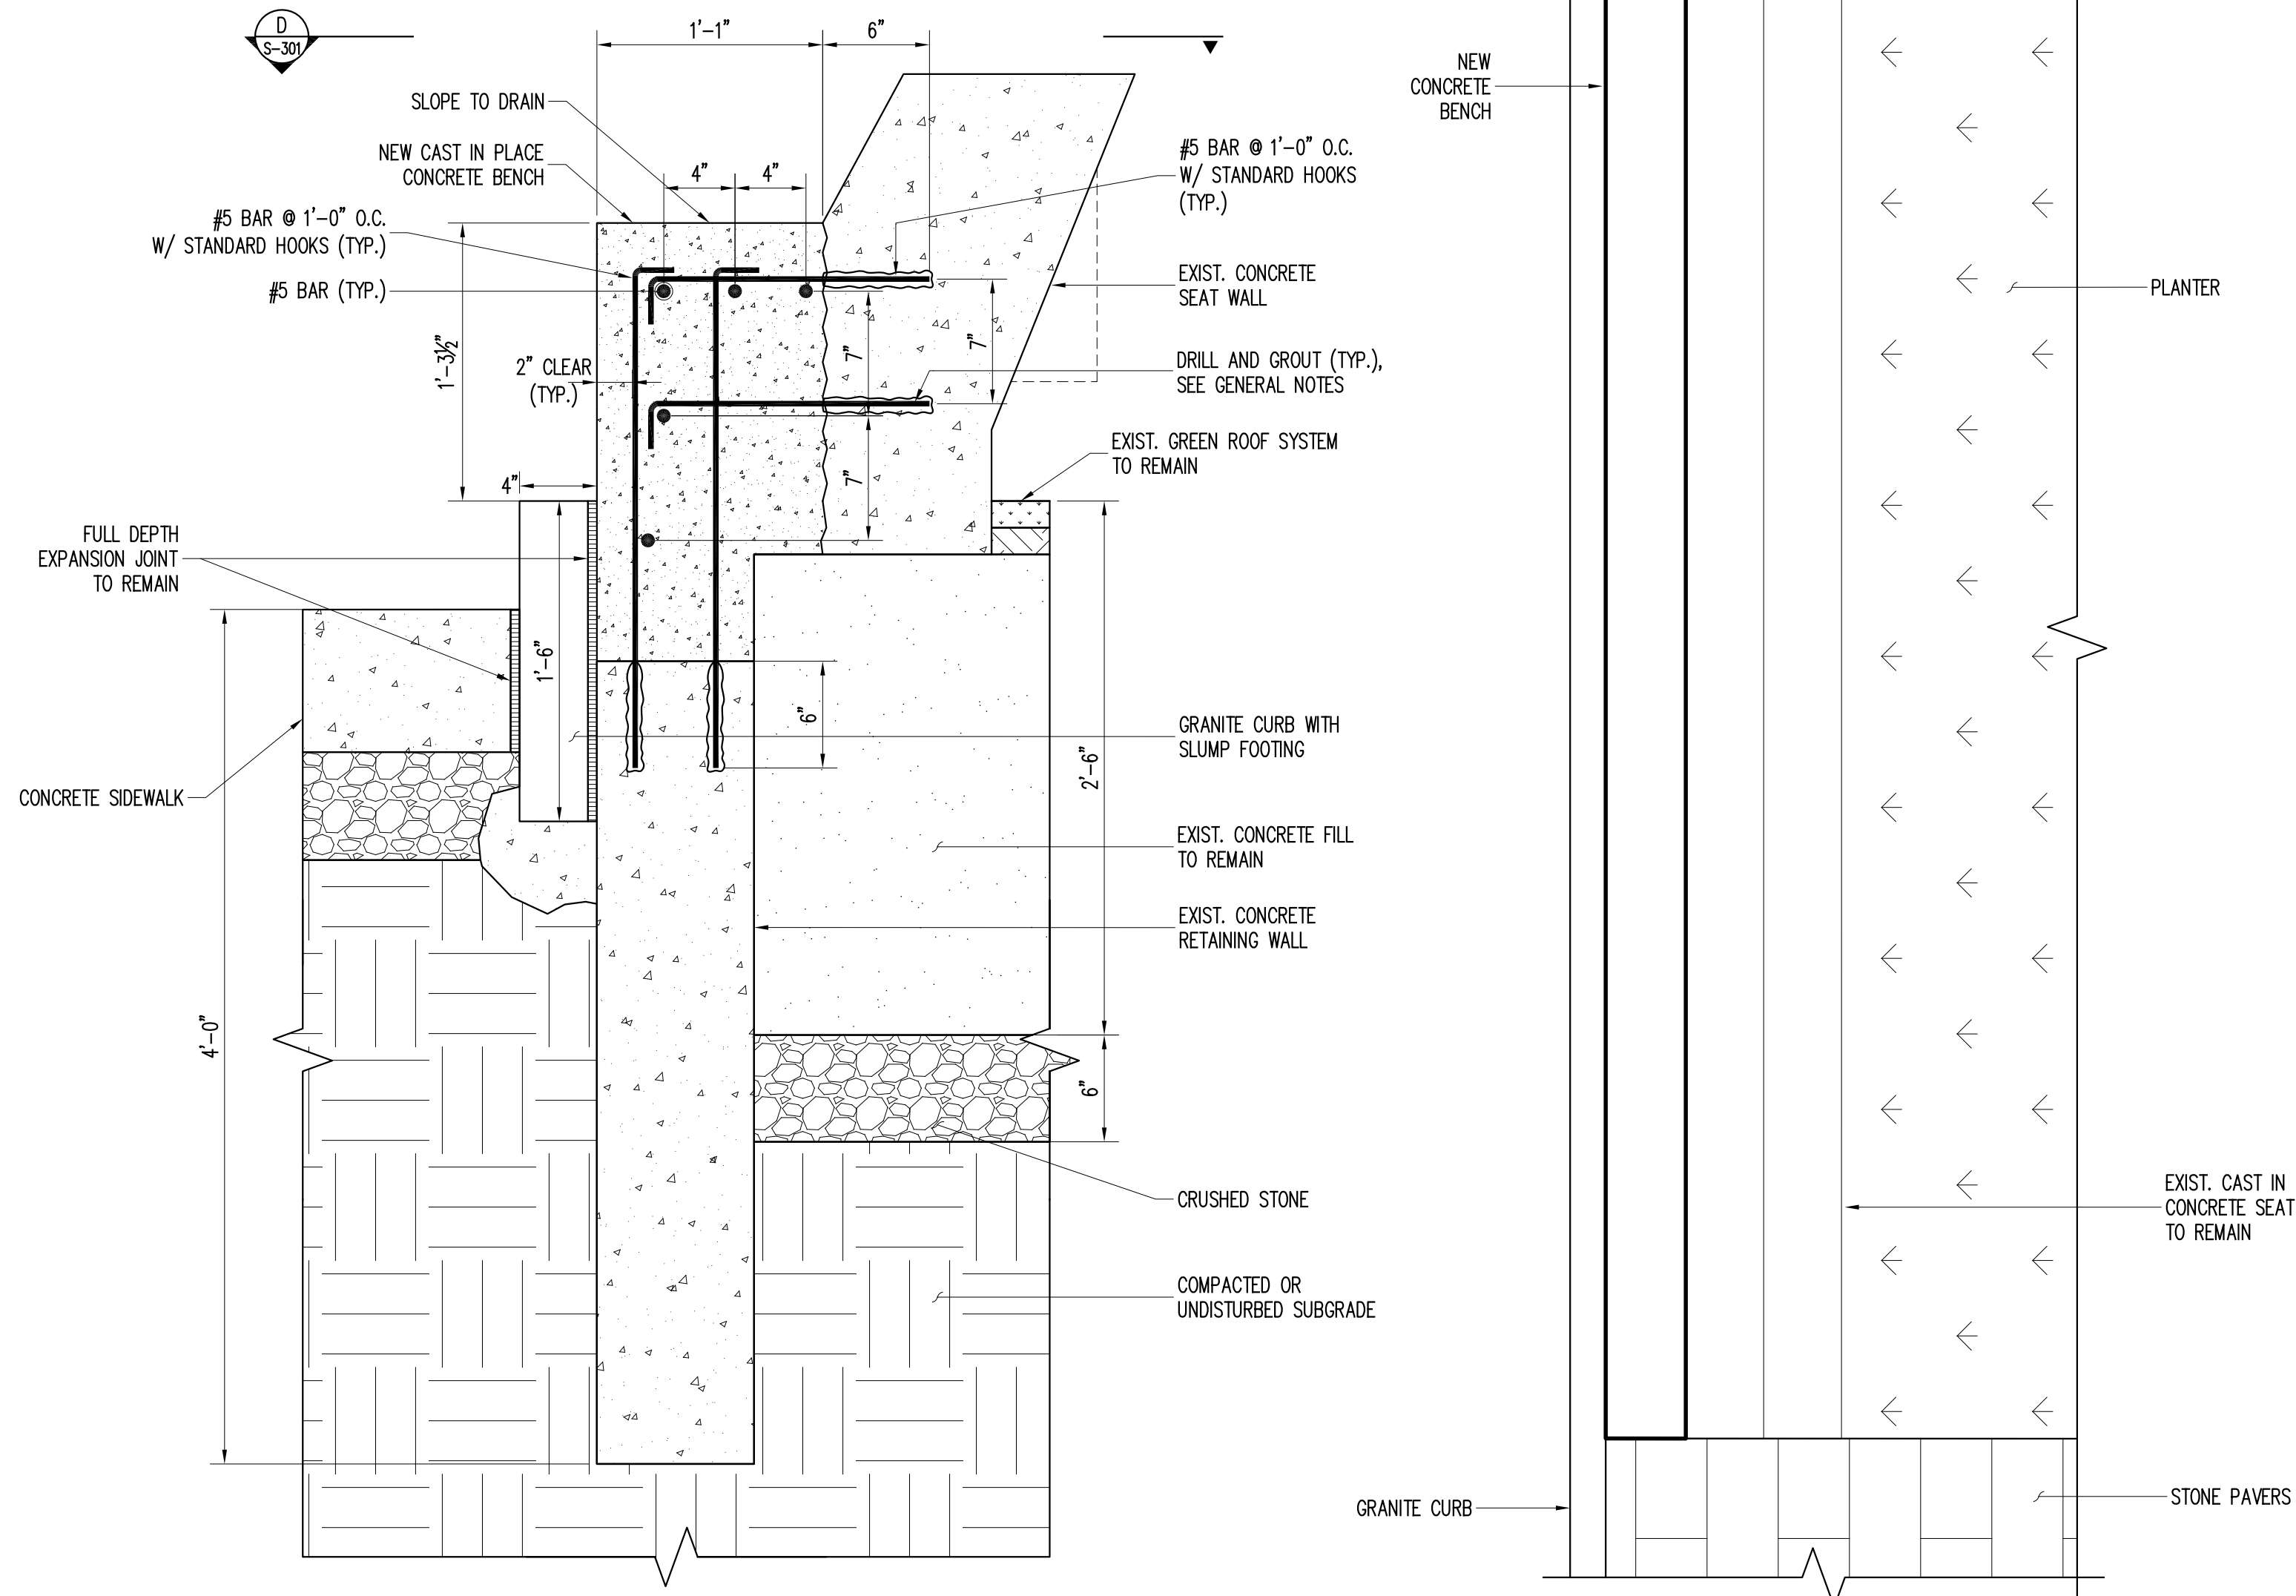 D
S-301
1'-1"
6"
SLOPE TO DRAIN
NEW CAST IN PLACE
CONCRETE BENCH
4"
4"
#5 BAR @ 1'-0" O.C.
W/ STANDARD HOOKS
(TYP.)
#5 BAR @ 1'-0" O.C.
W/ STANDARD HOOKS (TYP.)
#5 BAR (TYP.)
EXIST. CONCRETE
SEAT WALL
1'-3½"
2" CLEAR
(TYP.)
7"
7"
DRILL AND GROUT (TYP.),
SEE GENERAL NOTES
EXIST. GREEN ROOF SYSTEM
TO REMAIN
4"
7"
FULL DEPTH
EXPANSION JOINT
TO REMAIN
1'-6"
6"
GRANITE CURB WITH
SLUMP FOOTING
2'-6"
CONCRETE SIDEWALK
EXIST. CONCRETE FILL
TO REMAIN
EXIST. CONCRETE
RETAINING WALL
4'-0"
6"
CRUSHED STONE
COMPACTED OR
UNDISTURBED SUBGRADE
NEW
CONCRETE
BENCH
PLANTER
EXIST. CAST IN
CONCRETE SEAT
TO REMAIN
GRANITE CURB
STONE PAVERS